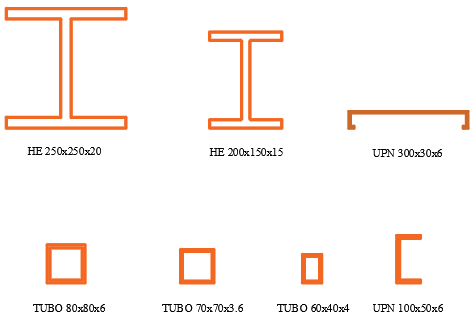 HE 250x250x20
HE 200x150x15
UPN 300x30x6
TUBO 80x80x6
TUBO 70x70x3.6
TUBO 60x40x4
UPN 100x50x6